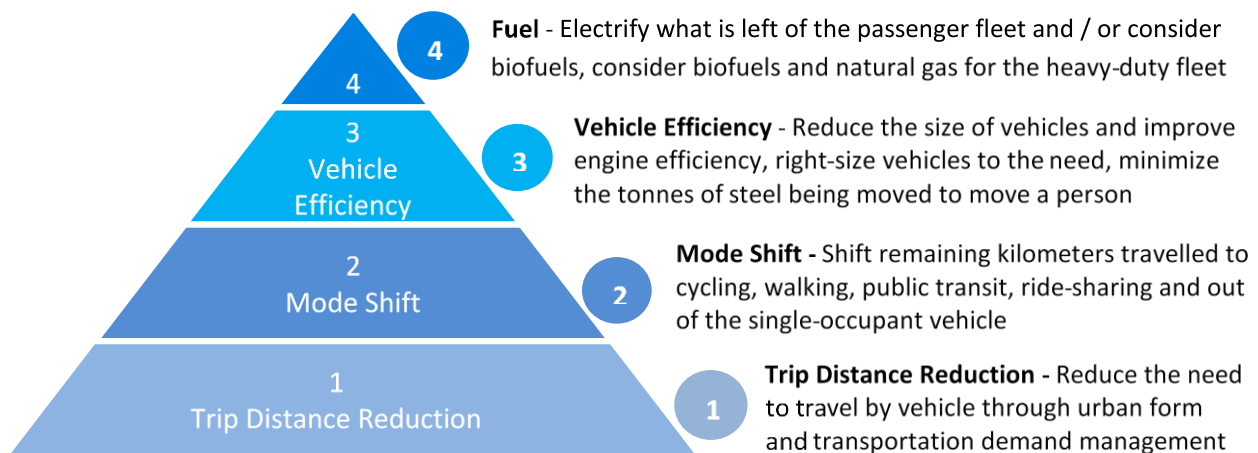 4
4
Fuel - Electrify what is left of the passenger fleet and / or consider
biofuels, consider biofuels and natural gas for the heavy-duty fleet
3
Vehicle
Efficiency
3
Vehicle Efficiency - Reduce the size of vehicles and improve
engine efficiency, right-size vehicles to the need, minimize
the tonnes of steel being moved to move a person
2
Mode Shift
2
Mode Shift - Shift remaining kilometers travelled to
cycling, walking, public transit, ride-sharing and out
of the single-occupant vehicle
1
Trip Distance Reduction
1
Trip Distance Reduction - Reduce the need
to travel by vehicle through urban form
and transportation demand management